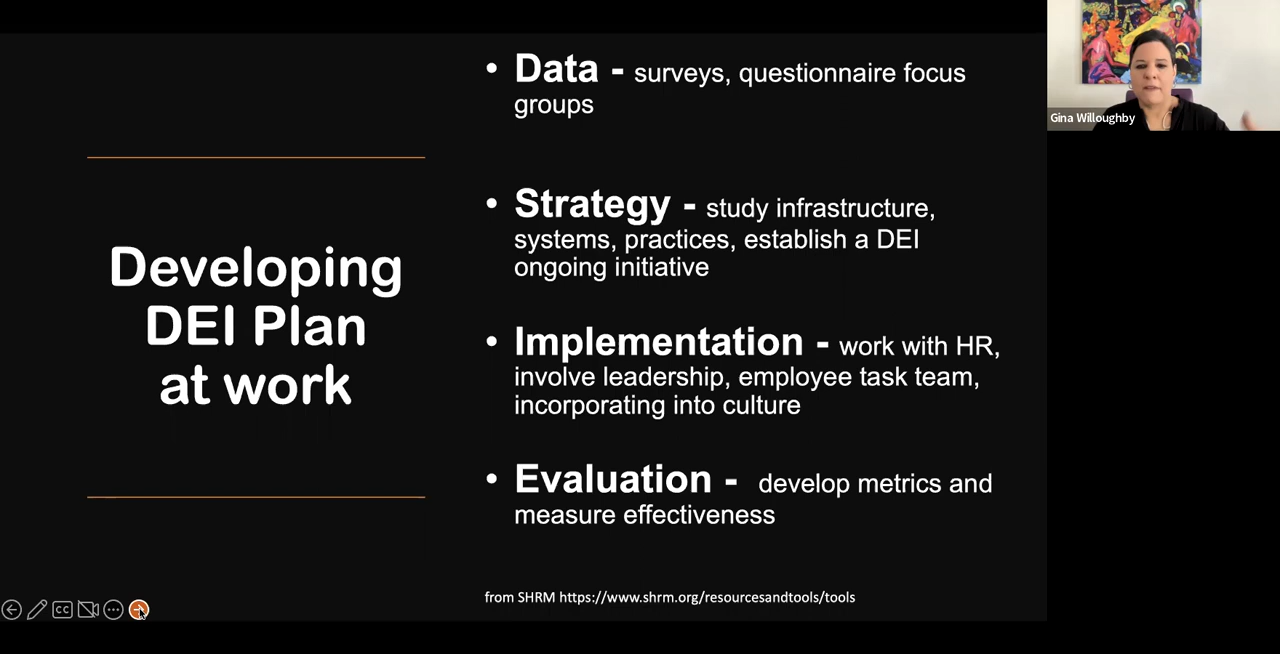 Developing
DEI Plan
at work
• Data - surveys, questionnaire focus
groups
• Strategy - study infrastructure,
systems, practices, establish a DEI
ongoing initiative
• Implementation - work with HR,
involve leadership, employee task team,
incorporating into culture
• Evaluation - develop metrics and
measure effectiveness
from SHRM https://www.shrm.org/resourcesandtools/tools
Gina Willoughby
CC